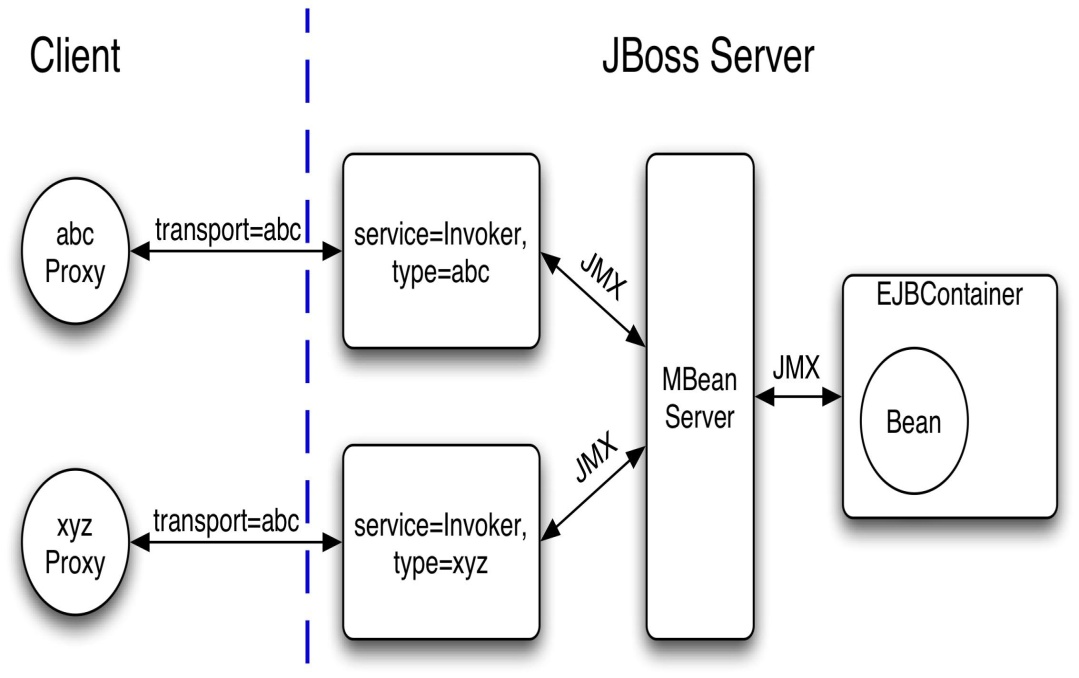 Client
JBoss Server
abc
Proxy
transport=abc
service=Invoker,
type=abc
JMX
MBean
Server
JMX
EJBContainer
Bean
xyz
Proxy
transport=abc
service=Invoker,
type=xyz
JMX